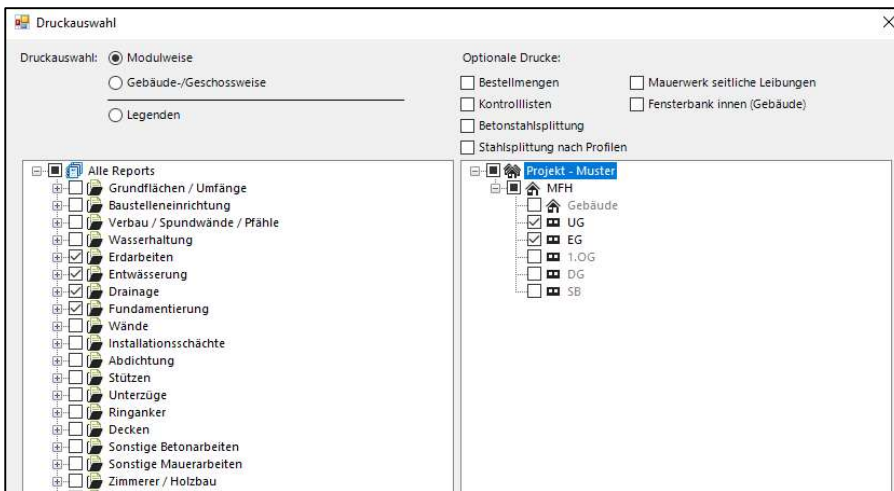 Druckauswahl
Druckauswahl: Modulweise
Gebäude-/Geschossweise
Legenden
Optionale Drucke:
Bestellmengen
Mauerwerk seitliche Leibungen
Kontrolllisten
Fensterbank innen (Gebäude)
Betonstahlsplittung
Stahlsplittung nach Profilen
Alle Reports
Grundflächen / Umfänge
Baustelleneinrichtung
Verbau / Spundwände / Pfähle
Wasserhaltung
Erdarbeiten
Entwässerung
Drainage
Fundamentierung
Wände
Installationsschächte
Abdichtung
Stützen
Unterzüge
Ringanker
Decken
Sonstige Betonarbeiten
Sonstige Mauerarbeiten
Zimmerer / Holzbau
Projekt - Muster
MFH
Gebäude
UG
EG
1.OG
DG
SB